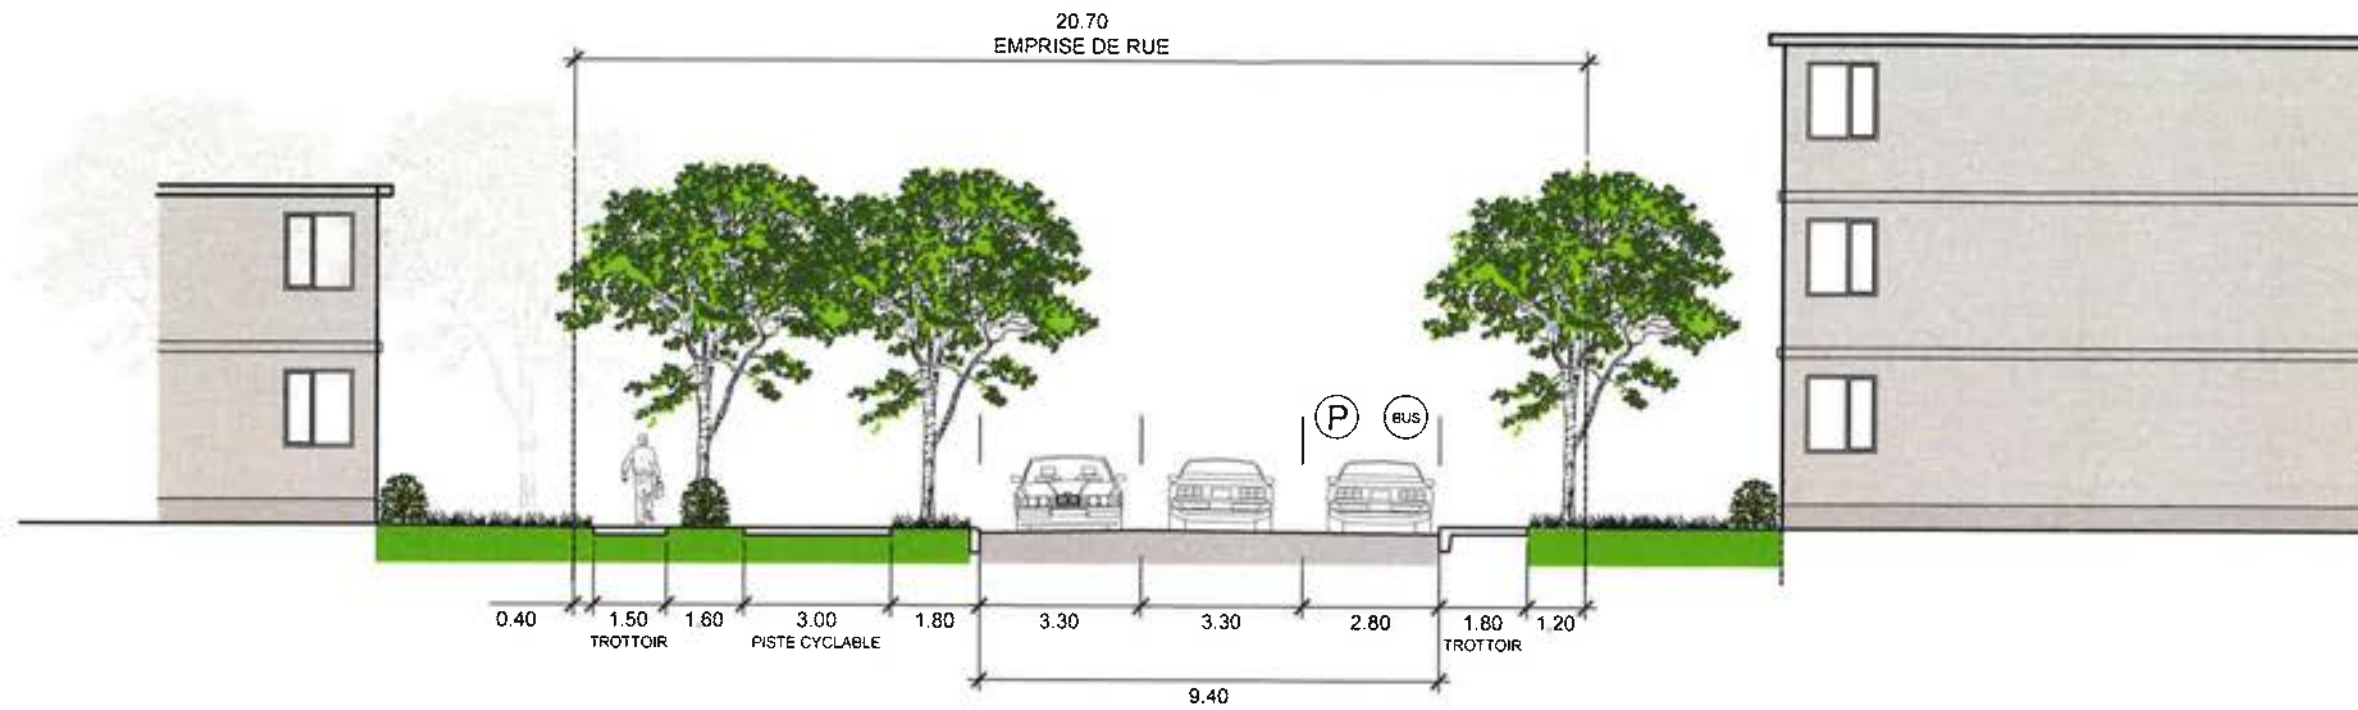 20.70
EMPRISE DE RUE
P BUS
0.40 1.50 1.60 3.00 1.80 3.30 3.30 2.80 1.80 1.20
TROTTOIR PISTE CYCLABLE TROTTOIR
9.40